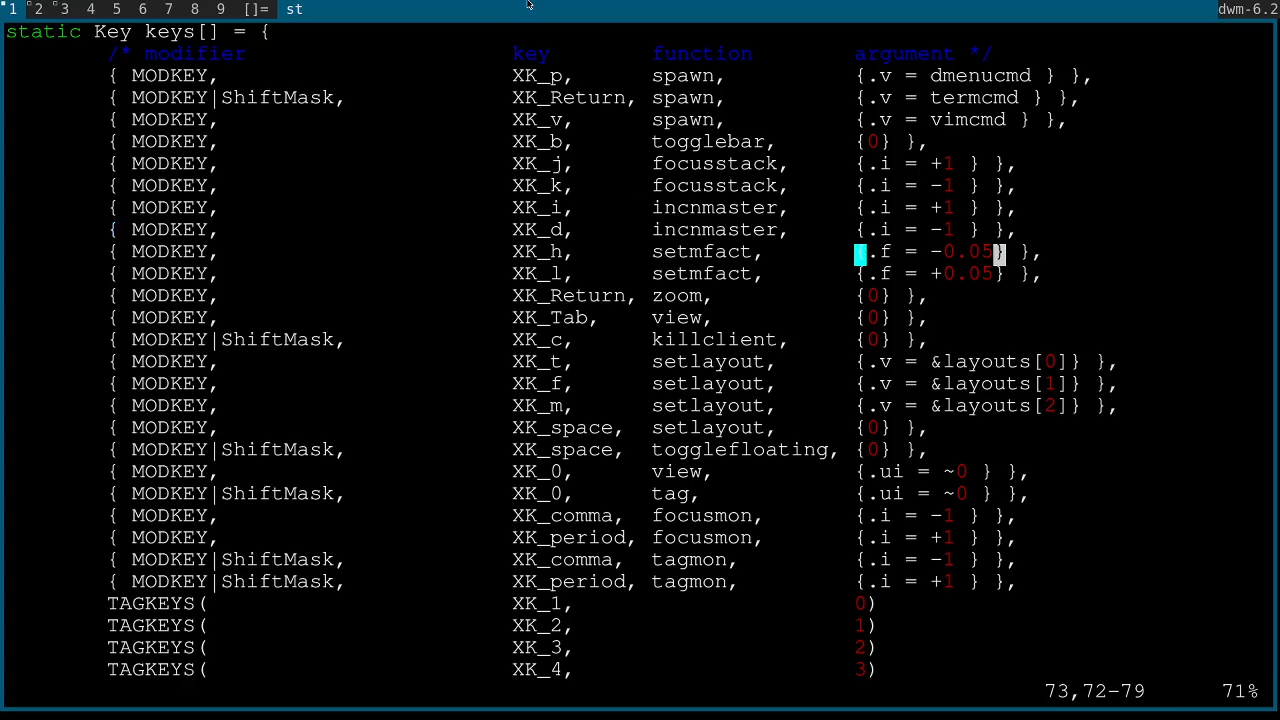 1 2 3 4 5 6 7 8 9 []= st dwm-6.2
static Key keys[] = {
/* modifier key function argument */
{ MODKEY, XK_p, spawn, {.v = dmenucmd } },
{ MODKEY|ShiftMask, XK_Return, spawn, {.v = termcmd } },
{ MODKEY, XK_v, spawn, {.v = vimcmd } },
{ MODKEY, XK_b, togglebar, {0} },
{ MODKEY, XK_j, focusstack, {.i = +1 } },
{ MODKEY, XK_k, focusstack, {.i = -1 } },
{ MODKEY, XK_i, incnmaster, {.i = +1 } },
{ MODKEY, XK_d, incnmaster, {.i = -1 } },
{ MODKEY, XK_h, setmfact, {.f = -0.05} },
{ MODKEY, XK_l, setmfact, {.f = +0.05} },
{ MODKEY, XK_Return, zoom, {0} },
{ MODKEY, XK_Tab, view, {0} },
{ MODKEY|ShiftMask, XK_c, killclient, {0} },
{ MODKEY, XK_t, setlayout, {.v = &layouts[0]} },
{ MODKEY, XK_f, setlayout, {.v = &layouts[1]} },
{ MODKEY, XK_m, setlayout, {.v = &layouts[2]} },
{ MODKEY, XK_space, setlayout, {0} },
{ MODKEY|ShiftMask, XK_space, togglefloating, {0} },
{ MODKEY, XK_0, view, {.ui = ~0 } },
{ MODKEY|ShiftMask, XK_0, tag, {.ui = ~0 } },
{ MODKEY, XK_comma, focusmon, {.i = -1 } },
{ MODKEY, XK_period, focusmon, {.i = +1 } },
{ MODKEY|ShiftMask, XK_comma, tagmon, {.i = -1 } },
{ MODKEY|ShiftMask, XK_period, tagmon, {.i = +1 } },
TAGKEYS( XK_1, 0)
TAGKEYS( XK_2, 1)
TAGKEYS( XK_3, 2)
TAGKEYS( XK_4, 3)
73,72-79 71%